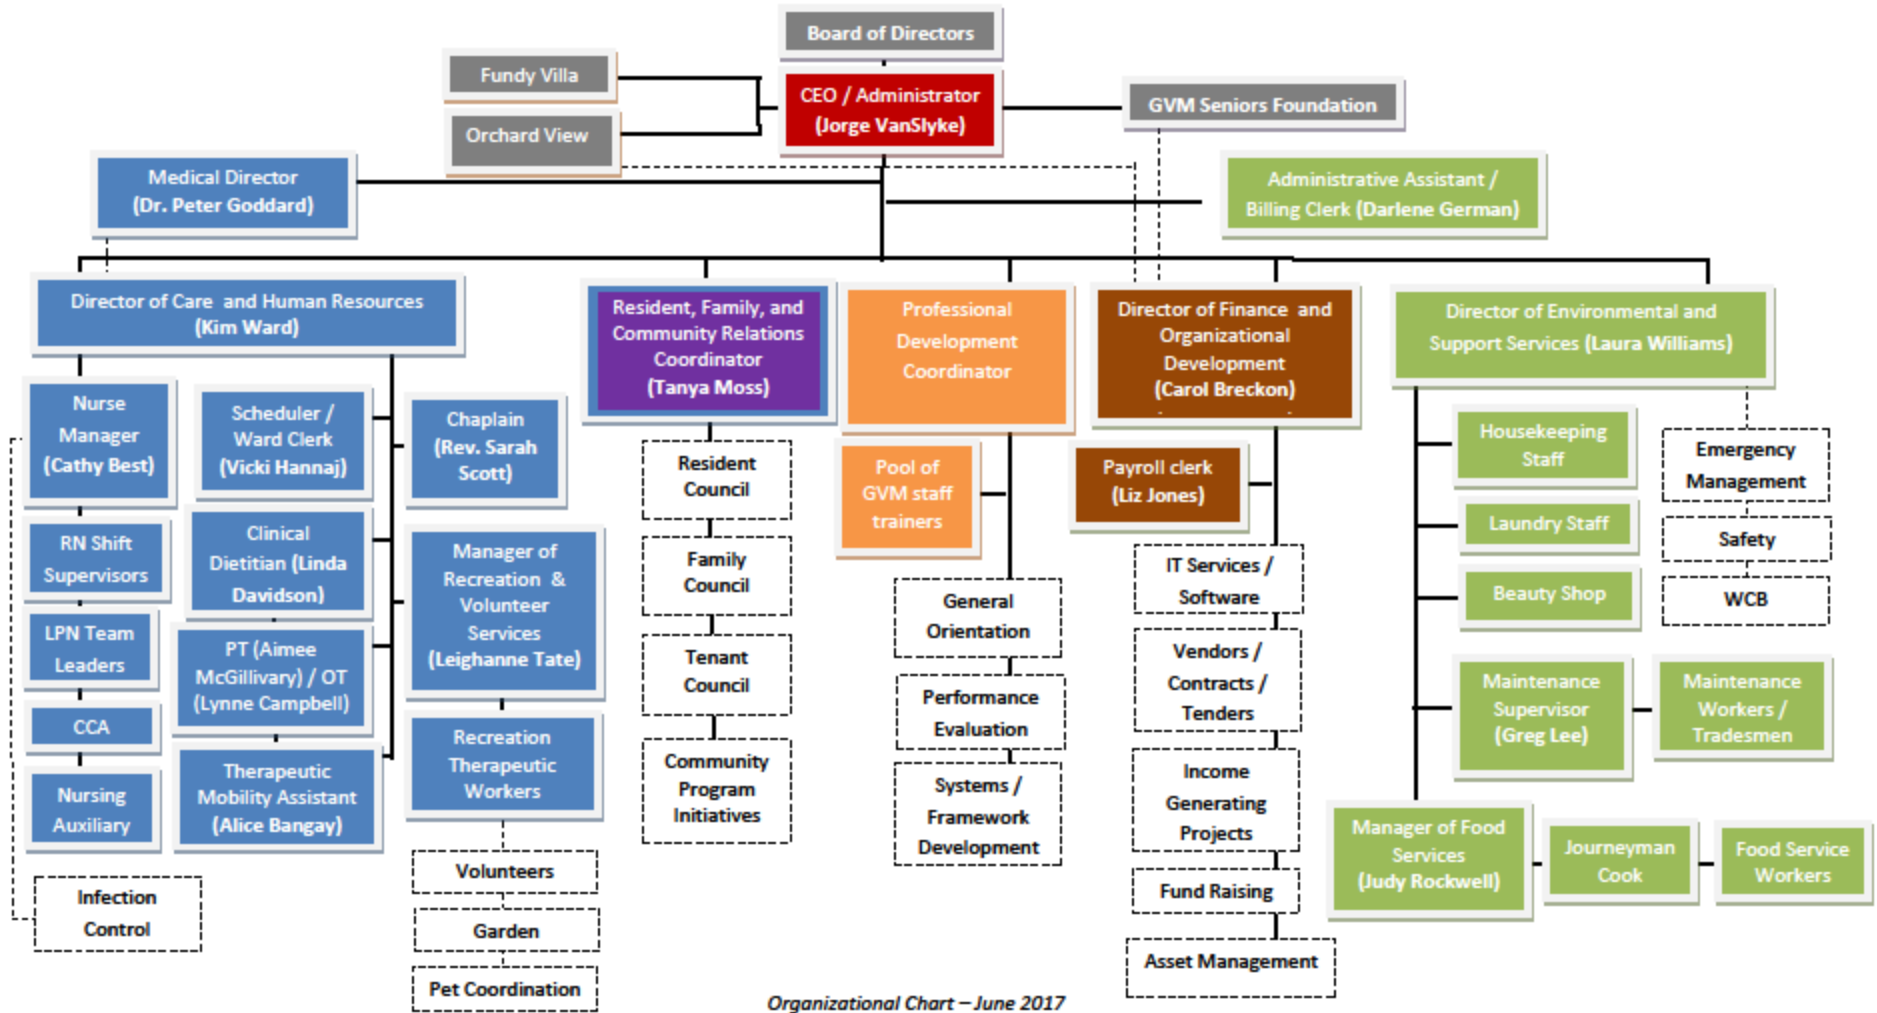 Board of Directors
Fundy Villa
CEO / Administrator
(Jorge VanSlyke)
GVM Seniors Foundation
Orchard View
Medical Director
(Dr. Peter Goddard)
Administrative Assistant /
Billing Clerk (Darlene German)
Director of Care and Human Resources
(Kim Ward)
Resident, Family, and
Community Relations
Coordinator
(Tanya Moss)
Professional
Development
Coordinator
Director of Finance and
Organizational
Development
(Carol Breckon)
Director of Environmental and
Support Services (Laura Williams)
Nurse
Manager
(Cathy Best)
RN Shift
Supervisors
LPN Team
Leaders
CCA
Nursing
Auxiliary
Infection
Control
Scheduler /
Ward Clerk
(Vicki Hannaj)
Clinical
Dietitian (Linda
Davidson)
PT (Aimee
McGillivary) / OT
(Lynne Campbell)
Therapeutic
Mobility Assistant
(Alice Bangay)
Chaplain
(Rev. Sarah
Scott)
Manager of
Recreation &
Volunteer
Services
(Leighanne Tate)
Recreation
Therapeutic
Workers
Volunteers
Garden
Pet Coordination
Resident
Council
Family
Council
Tenant
Council
Community
Program
Initiatives
Pool of
GVM staff
trainers
General
Orientation
Performance
Evaluation
Systems /
Framework
Development
Payroll clerk
(Liz Jones)
IT Services /
Software
Vendors /
Contracts /
Tenders
Income
Generating
Projects
Fund Raising
Asset Management
Housekeeping
Staff
Laundry Staff
Beauty Shop
Maintenance
Supervisor
(Greg Lee)
Maintenance
Workers /
Tradesmen
Manager of Food
Services
(Judy Rockwell)
Journeyman
Cook
Food Service
Workers
Emergency
Management
Safety
WCB
Organizational Chart – June 2017